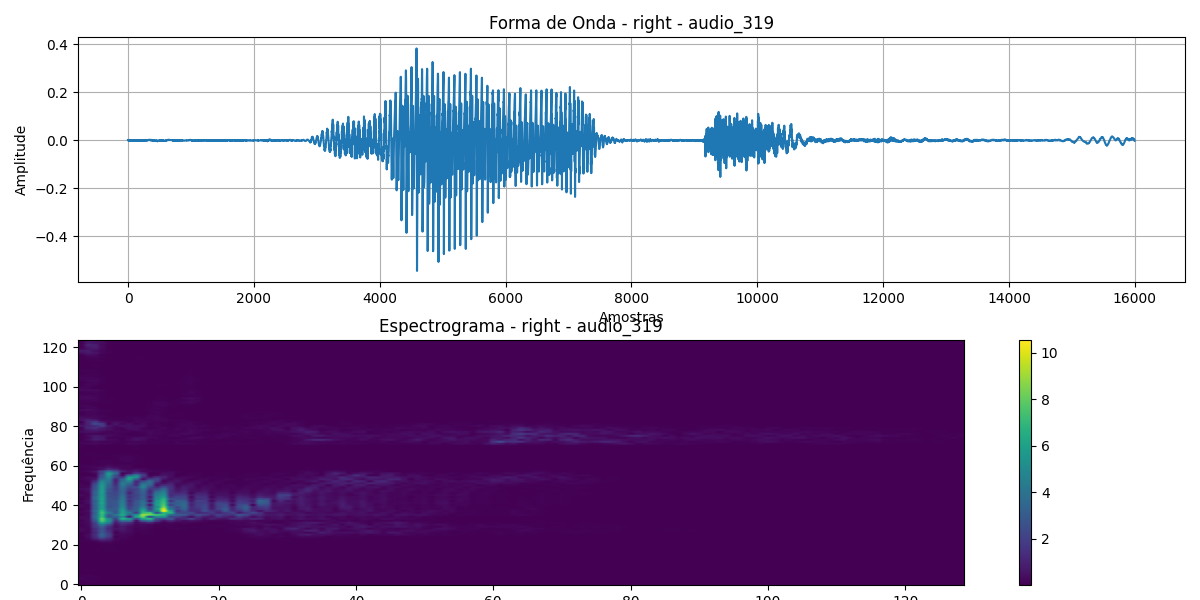 Forma de Onda - right - audio_319
Amplitude
0.4
0.2
0.0
−0.2
−0.4
0 2000 4000 6000 8000 10000 12000 14000 16000
Amostras
Espectrograma - right - audio_319
Frequência
120
100
80
60
40
20
0
0 20 40 60 80 100 120
10
8
6
4
2